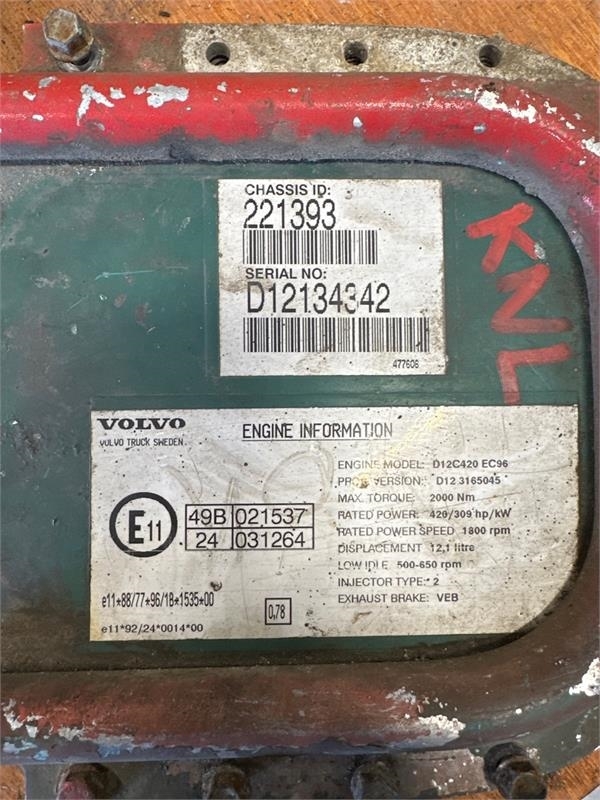 CHASSIS ID:
221393
SERIAL NO:
D12134342
477606
KNL
VOLVO
VOLVO TRUCK SWEDEN
ENGINE INFORMATION
ENGINE MODEL: D12C420 EC96
PROD VERSION: D12 3165045
MAX. TORQUE: 2000 Nm
RATED POWER: 420/309 hp/kW
RATED POWER SPEED 1800 rpm
DISPLACEMENT 12,1 litre
LOW IDLE 500-650 rpm
INJECTOR TYPE: 2
EXHAUST BRAKE: VEB
E11
49B 021537
24 031264
e11*88/77*96/18*1535*00
0,78
e11*92/24*0014*00